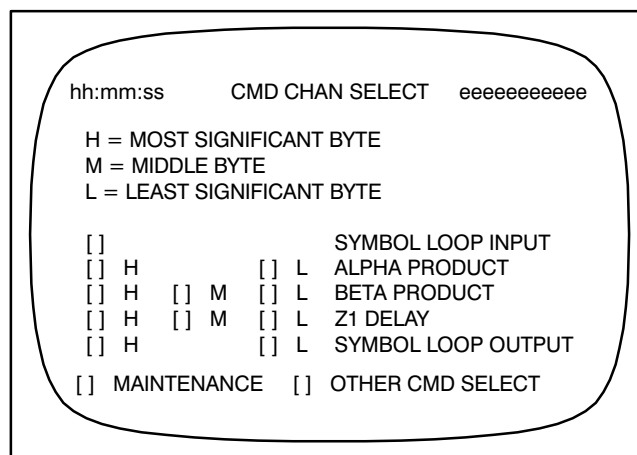 hh:mm:ss CMD CHAN SELECT eeeeeeeeeee
H = MOST SIGNIFICANT BYTE
M = MIDDLE BYTE
L = LEAST SIGNIFICANT BYTE
[ ] SYMBOL LOOP INPUT
[ ] H [ ] L ALPHA PRODUCT
[ ] H [ ] M [ ] L BETA PRODUCT
[ ] H [ ] M [ ] L Z1 DELAY
[ ] H [ ] L SYMBOL LOOP OUTPUT
[ ] MAINTENANCE [ ] OTHER CMD SELECT